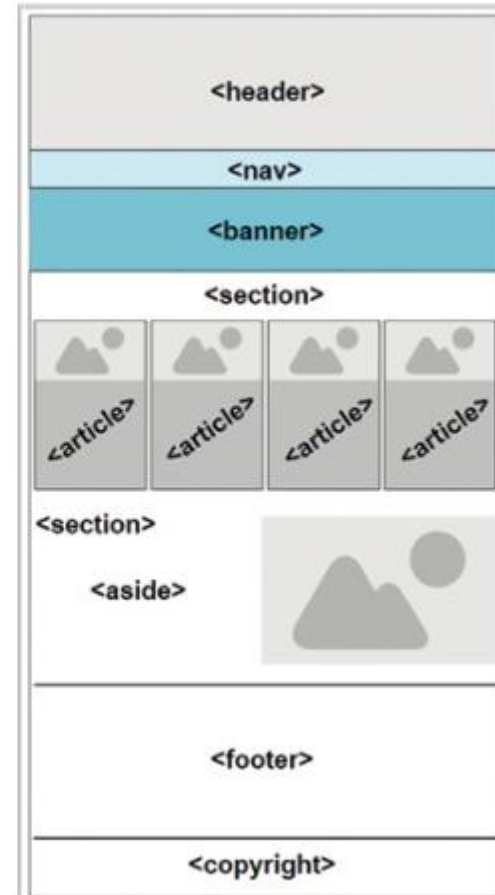 <header>
<nav>
<banner>
<section>
<article> <article> <article> <article>
<section>
<aside>
<footer>
<copyright>